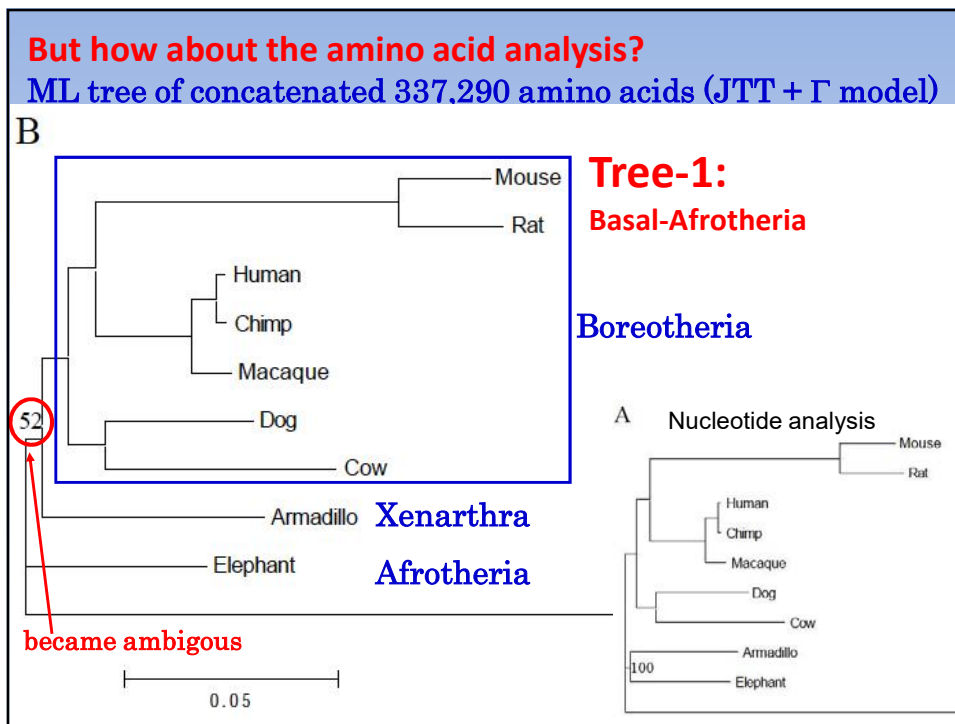 But how about the amino acid analysis?
ML tree of concatenated 337,290 amino acids (JTT + Γ model)
B
Mouse
Rat
Human
Chimp
Macaque
Dog
Cow
Armadillo
Elephant
52
Tree-1:
Basal-Afrotheria
Boreotheria
Xenarthra
Afrotheria
became ambigous
0.05
A
Nucleotide analysis
Mouse
Rat
Human
Chimp
Macaque
Dog
Cow
Armadillo
100
Elephant